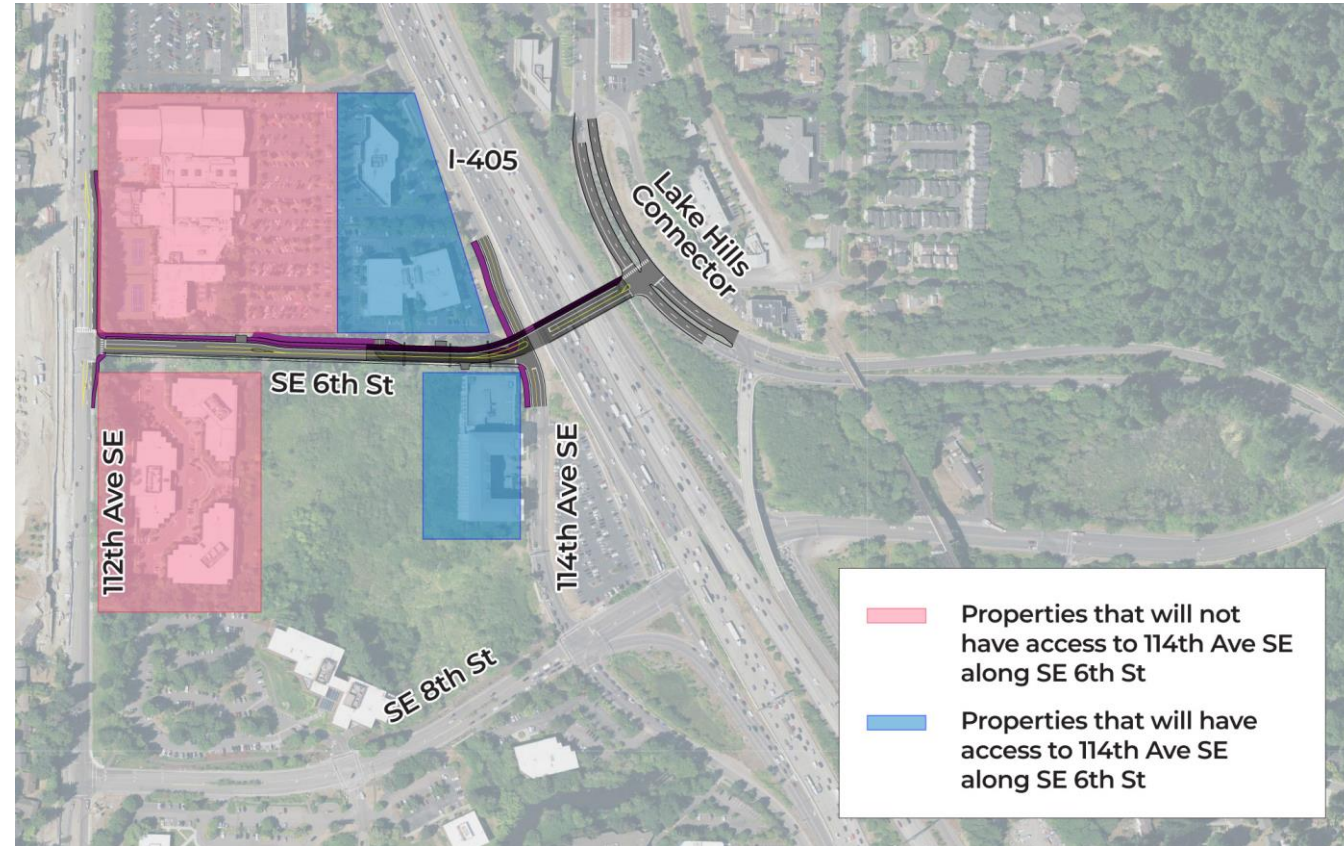 I-405
Lake Hills
Connector
SE 6th St
112th Ave SE
114th Ave SE
SE 8th St
Properties that will not
have access to 114th Ave SE
along SE 6th St
Properties that will have
access to 114th Ave SE
along SE 6th St